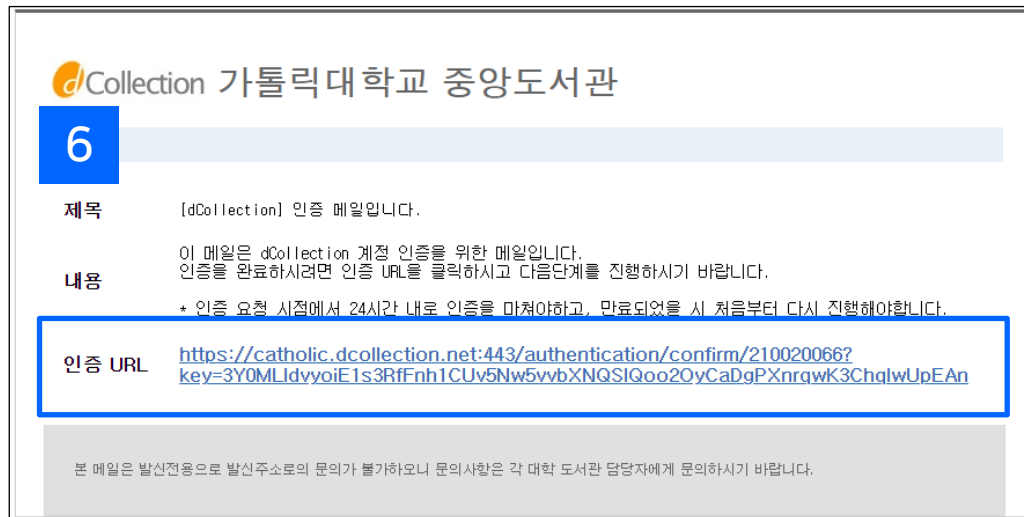 dCollection 가톨릭대학교 중앙도서관
6
제목 [dCollection] 인증 메일입니다.
이 메일은 dCollection 계정 인증을 위한 메일입니다.
내용 인증을 완료하시려면 인증 URL을 클릭하시고 다음단계를 진행하시기 바랍니다.
* 인증 요청 시점에서 24시간 내로 인증을 마쳐야하고, 만료되었을 시 처음부터 다시 진행해야합니다.
인증 URL https://catholic.dcollection.net:443/authentication/confirm/210020066?
key=3Y0MLIdvyoiE1s3RfFnh1CUv5Nw5vvbXNQSIQoo2OyCaDgPXnrqwK3ChqIwUpEAn
본 메일은 발신전용으로 발신주소로의 문의가 불가하오니 문의사항은 각 대학 도서관 담당자에게 문의하시기 바랍니다.